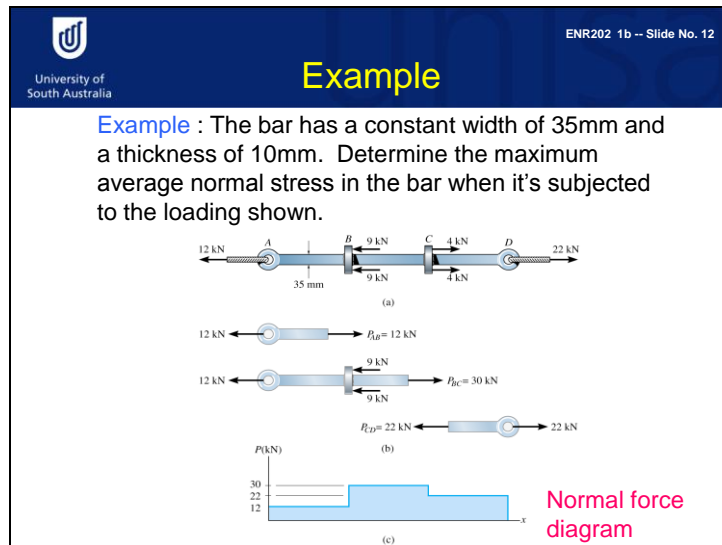 ENR202 1b -- Slide No. 12
University of
South Australia
Example
Example : The bar has a constant width of 35mm and
a thickness of 10mm. Determine the maximum
average normal stress in the bar when it's subjected
to the loading shown.
12 kN A B 9 kN C 4 kN D 22 kN
35 mm 9 kN 4 kN
(a)
12 kN P_AB = 12 kN
9 kN
12 kN P_BC = 30 kN
9 kN
P_CD = 22 kN 22 kN
(b)
P(kN)
30
22
12
x
Normal force
diagram
(c)